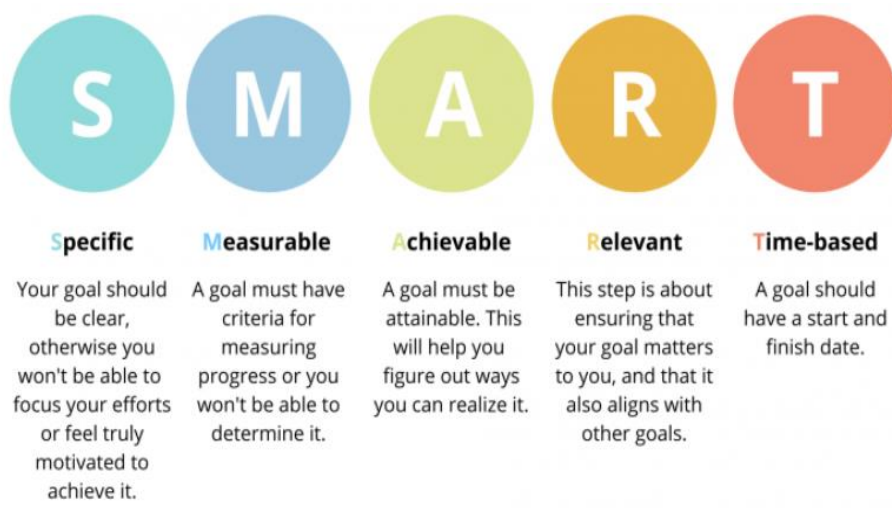 S
M
A
R
T
Specific
Your goal should
be clear,
otherwise you
won't be able to
focus your efforts
or feel truly
motivated to
achieve it.
Measurable
A goal must have
criteria for
measuring
progress or you
won't be able to
determine it.
Achievable
A goal must be
attainable. This
will help you
figure out ways
you can realize it.
Relevant
This step is about
ensuring that
your goal matters
to you, and that it
also aligns with
other goals.
Time-based
A goal should
have a start and
finish date.